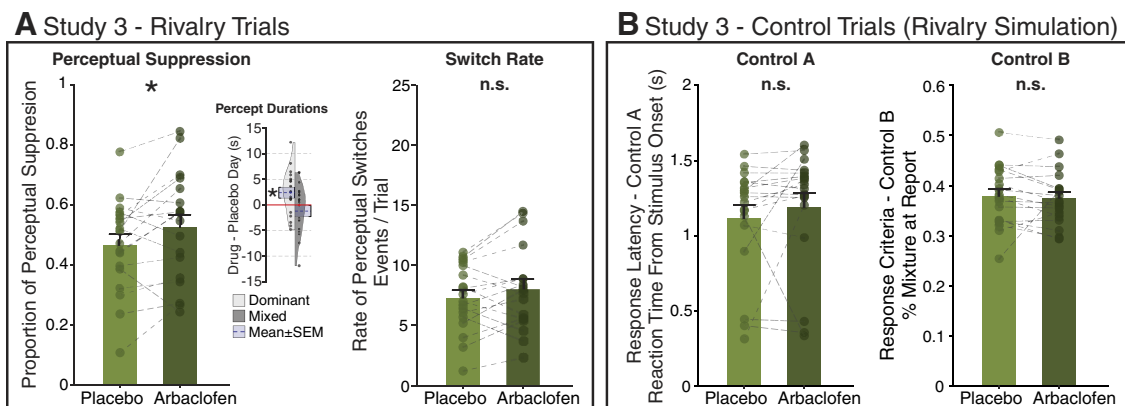 A Study 3 - Rivalry Trials
Perceptual Suppression
*
Proportion of Perceptual Suppression
1
0.8
0.6
0.4
0.2
0
Placebo Arbaclofen
Percept Durations
Drug - Placebo Day (s)
15
10
5
0
-5
-10
-15
*
Dominant
Mixed
Mean±SEM
Switch Rate
n.s.
Rate of Perceptual Switches
Events / Trial
25
20
15
10
5
0
Placebo Arbaclofen
B Study 3 - Control Trials (Rivalry Simulation)
Control A
n.s.
Response Latency - Control A
Reaction Time From Stimulus Onset (s)
2
1.5
1
0.5
0
Placebo Arbaclofen
Control B
n.s.
Response Criteria - Control B
% Mixture at Report
0.6
0.5
0.4
0.3
0.2
0.1
0
Placebo Arbaclofen